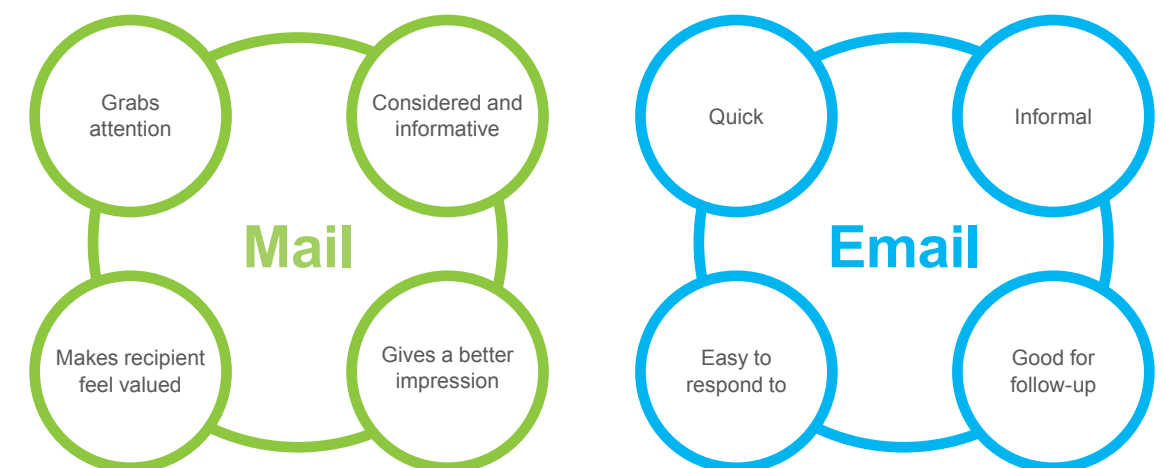 Grabs
attention
Considered and
informative
Mail
Makes recipient
feel valued
Gives a better
impression
Quick
Informal
Email
Easy to
respond to
Good for
follow-up